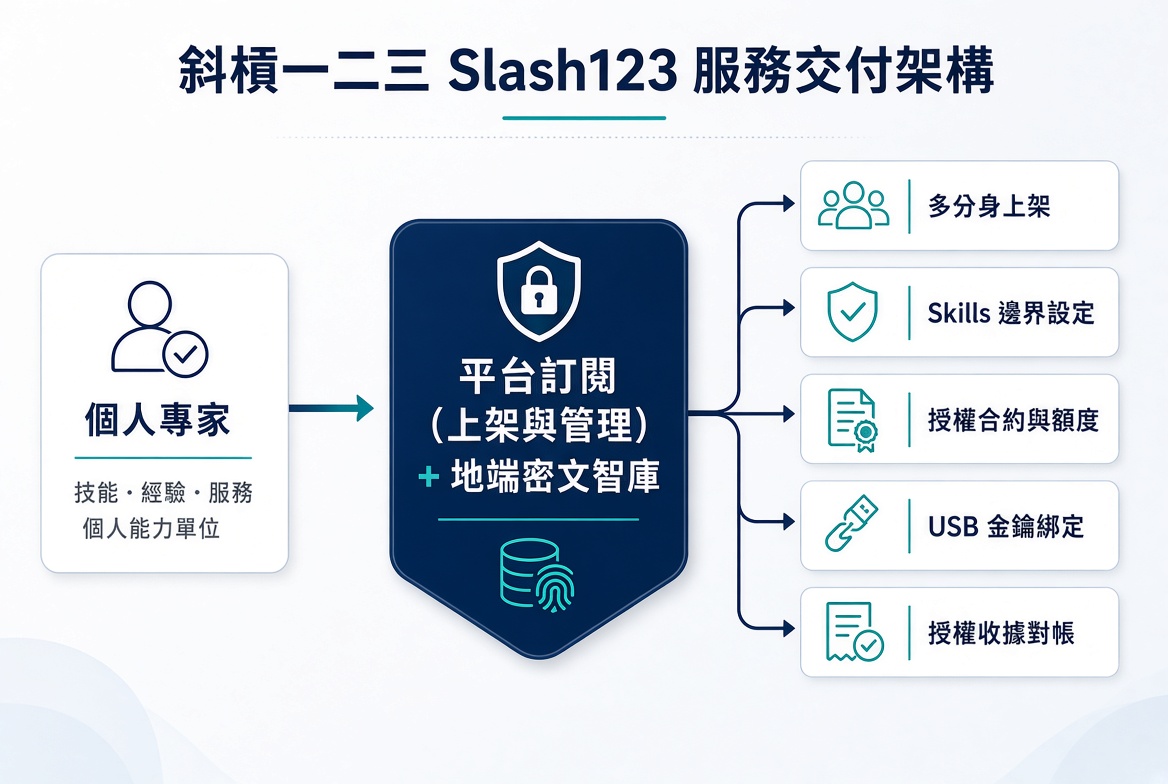 斜槓一二三 Slash123 服務交付架構
個人專家
技能・經驗・服務
個人能力單位
平台訂閱
（上架與管理）
+ 地端密文智庫
多分身上架
Skills 邊界設定
授權合約與額度
USB 金鑰綁定
授權收據對帳